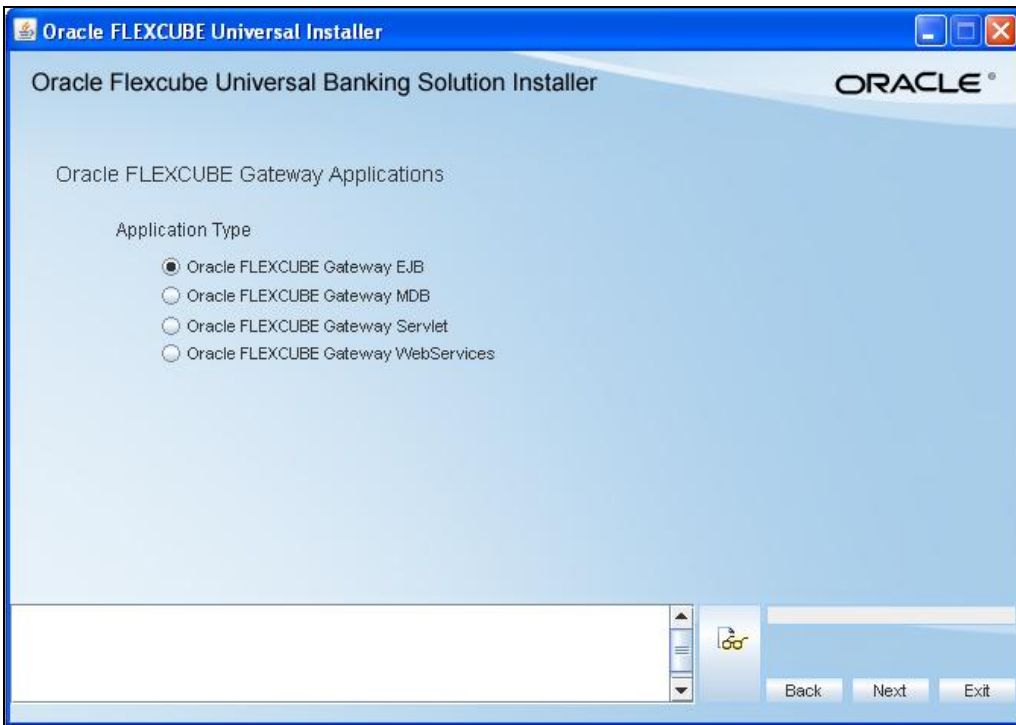 Oracle FLEXCUBE Universal Installer
Oracle Flexcube Universal Banking Solution Installer
ORACLE®
Oracle FLEXCUBE Gateway Applications
Application Type
Oracle FLEXCUBE Gateway EJB
Oracle FLEXCUBE Gateway MDB
Oracle FLEXCUBE Gateway Servlet
Oracle FLEXCUBE Gateway WebServices
Back Next Exit